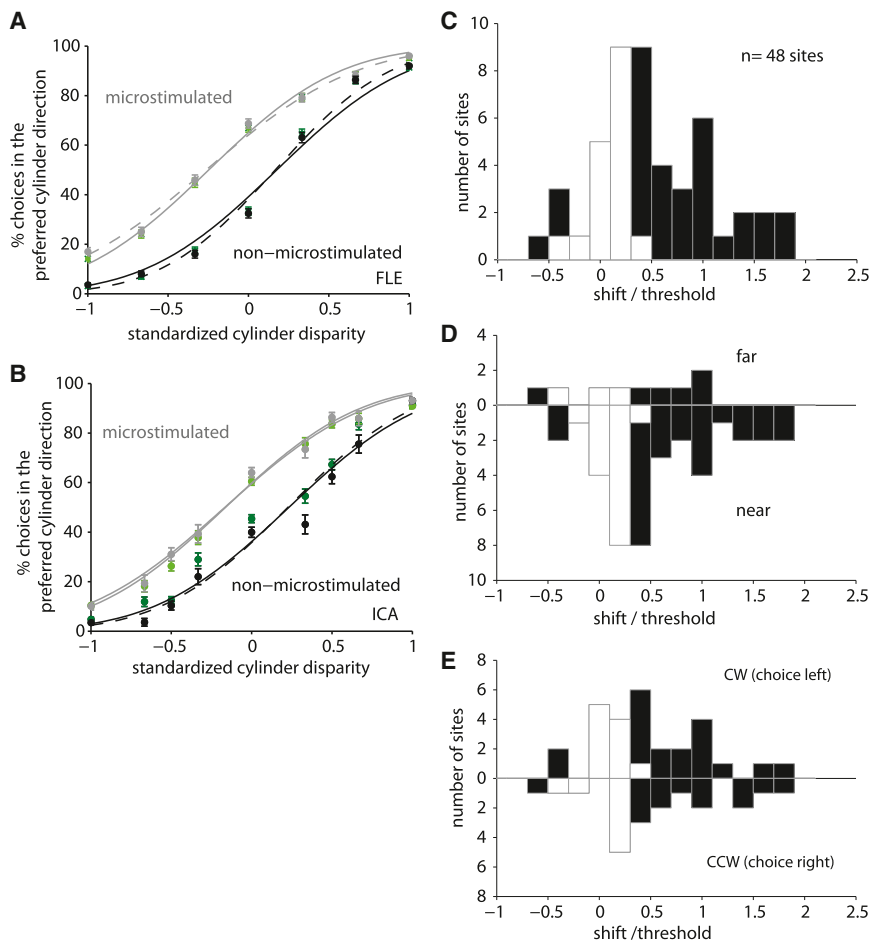 A
100
80
60
40
20
0
% choices in the
preferred cylinder direction
microstimulated
non−microstimulated
FLE
−1
−0.5
0
0.5
1
standardized cylinder disparity
B
100
80
60
40
20
0
% choices in the
preferred cylinder direction
microstimulated
non−microstimulated
ICA
−1
−0.5
0
0.5
1
standardized cylinder disparity
C
10
8
6
4
2
0
number of sites
n= 48 sites
−1
−0.5
0
0.5
1
1.5
2
2.5
shift / threshold
D
4
2
0
2
4
6
8
10
number of sites
far
near
−1
−0.5
0
0.5
1
1.5
2
2.5
shift / threshold
E
8
6
4
2
0
2
4
6
8
number of sites
CW (choice left)
CCW (choice right)
−1
−0.5
0
0.5
1
1.5
2
2.5
shift /threshold